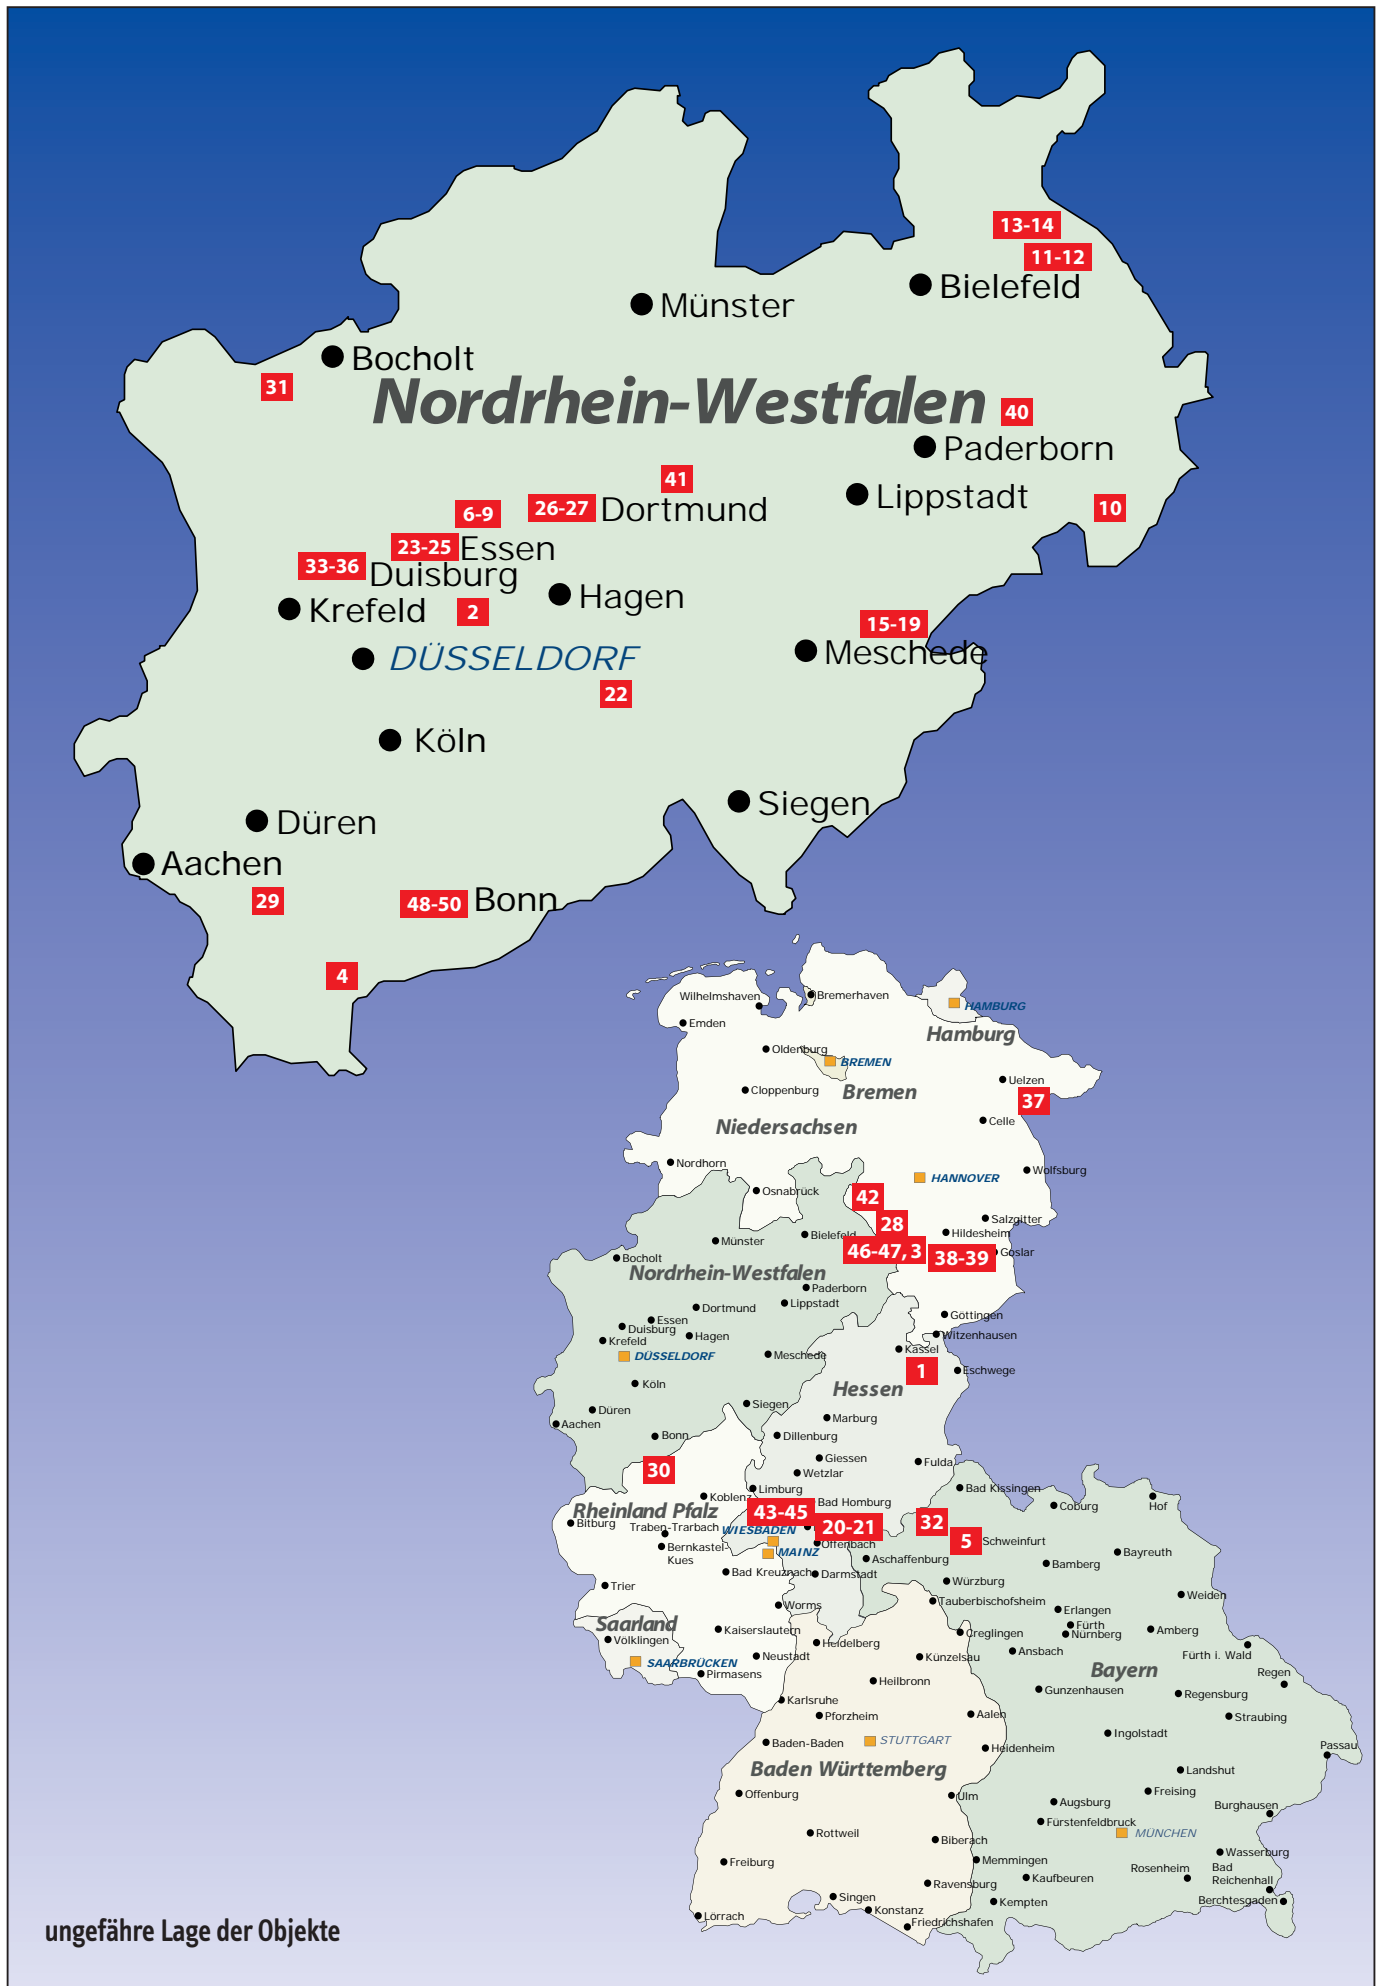 13-14
11-12
Bielefeld
Münster
Bocholt
31
Nordrhein-Westfalen
40
Paderborn
41
Lippstadt
6-9
26-27 Dortmund
10
23-25 Essen
33-36 Duisburg
Hagen
Krefeld
2
15-19
Meschede
DÜSSELDORF
22
Köln
Siegen
Düren
Aachen
29
48-50 Bonn
4
Wilhelmshaven
Bremerhaven
HAMBURG
Emden
Hamburg
Oldenburg
BREMEN
Uelzen
Cloppenburg
Bremen
37
Celle
Niedersachsen
Nordhorn
Wolfsburg
HANNOVER
Osnabrück
42
Salzgitter
28
Bielefeld
Hildesheim
Münster
46-47, 3
38-39
Goslar
Bocholt
Nordrhein-Westfalen
Paderborn
Lippstadt
Dortmund
Göttingen
Essen
Duisburg
Hagen
Witzenhausen
Krefeld
Kassel
DÜSSELDORF
Meschede
1
Eschwege
Köln
Hessen
Siegen
Düren
Marburg
Aachen
Bonn
Dillenburg
Giessen
Fulda
30
Wetzlar
Limburg
Bad Kissingen
Koblenz
Bad Homburg
Coburg
Hof
Rheinland Pfalz
43-45
32
Bitburg
Traben-Trarbach
WIESBADEN
20-21
5
Schweinfurt
Offenbach
Bernkastel-
Kues
MAINZ
Bayreuth
Aschaffenburg
Bamberg
Bad Kreuznach
Darmstadt
Würzburg
Trier
Weiden
Worms
Tauberbischofsheim
Erlangen
Saarland
Kaiserslautern
Fürth
Nürnberg
Amberg
Creglingen
Völklingen
Heidelberg
Ansbach
Fürth i. Wald
SAARBRÜCKEN
Neustadt
Künzelsau
Bayern
Regen
Pirmasens
Heilbronn
Gunzenhausen
Regensburg
Karlsruhe
Pforzheim
Aalen
Straubing
Ingolstadt
Baden-Baden
STUTTGART
Heidenheim
Passau
Baden Württemberg
Landshut
Offenburg
Ulm
Freising
Augsburg
Burghausen
Fürstenfeldbruck
Rottweil
MÜNCHEN
Biberach
Wasserburg
Freiburg
Memmingen
Rosenheim
Bad
Reichenhall
Kaufbeuren
Ravensburg
Singen
Kempten
Berchtesgaden
Konstanz
Lörrach
Friedrichshafen
ungefähre Lage der Objekte